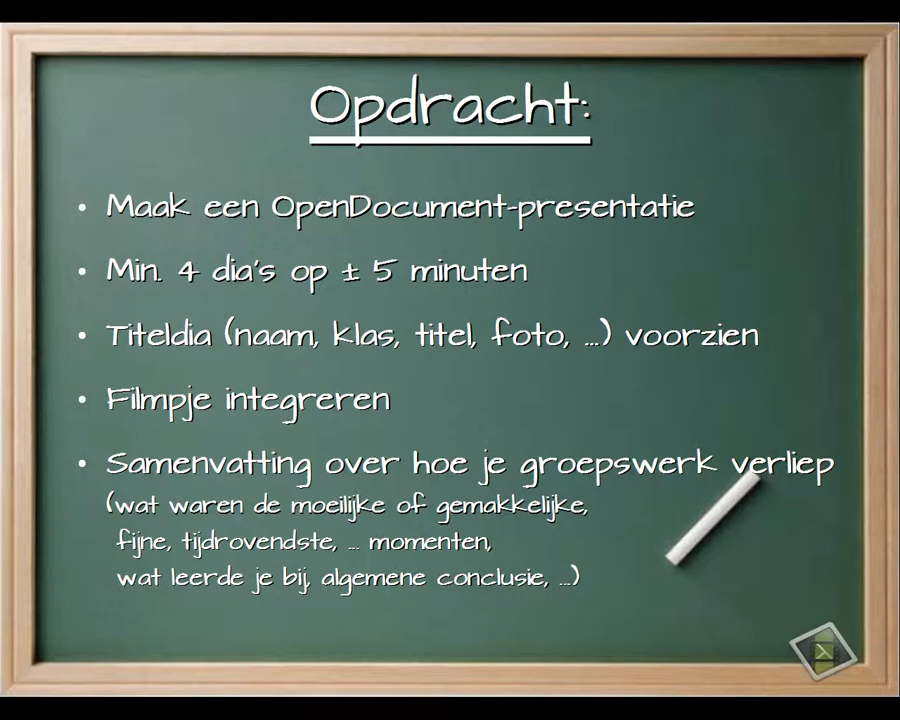 Opdracht:
• Maak een OpenDocument-presentatie
• Min. 4 dia's op ± 5 minuten
• Titeldia (naam, klas, titel, foto, ...) voorzien
• Filmpje integreren
• Samenvatting over hoe je groepswerk verliep
(wat waren de moeilijke of gemakkelijke,
fijne, tijdrovendste, ... momenten,
wat leerde je bij, algemene conclusie, ...)